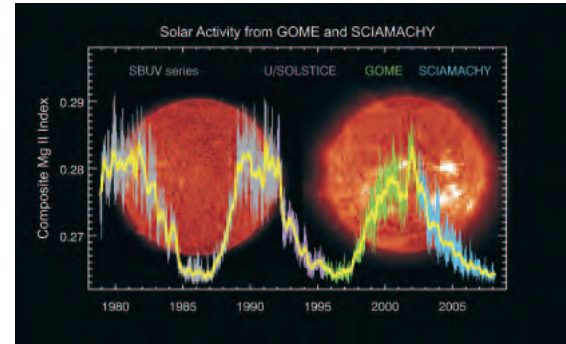 Solar Activity from GOME and SCIAMACHY
SBUV series U/SOLSTICE GOME SCIAMACHY
Composite Mg II Index
0.29
0.28
0.27
1980 1985 1990 1995 2000 2005